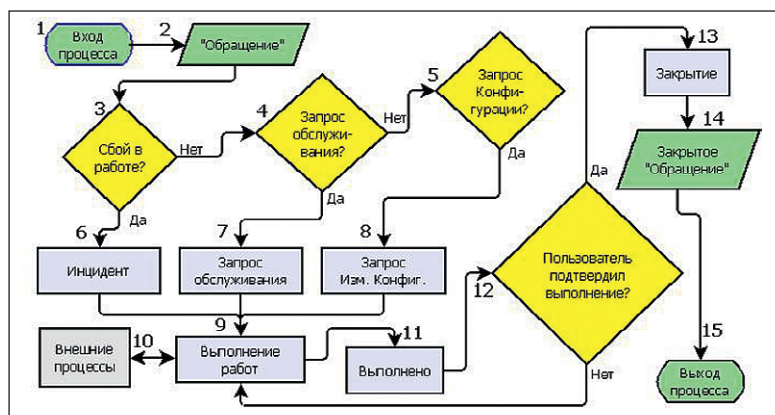 1
Вход
процесса
2
"Обращение"
3
Сбой в
работе?
Нет
Да
4
Запрос
обслужи-
вания?
Нет
Да
5
Запрос
Конфи-
гурации?
Да
6
Инцидент
7
Запрос
обслуживания
8
Запрос
Изм. Конфиг.
9
Выполнение
работ
10
Внешние
процессы
11
Выполнено
12
Пользователь
подтвердил
выполнение?
Да
Нет
13
Закрытие
14
Закрытое
"Обращение"
15
Выход
процесса